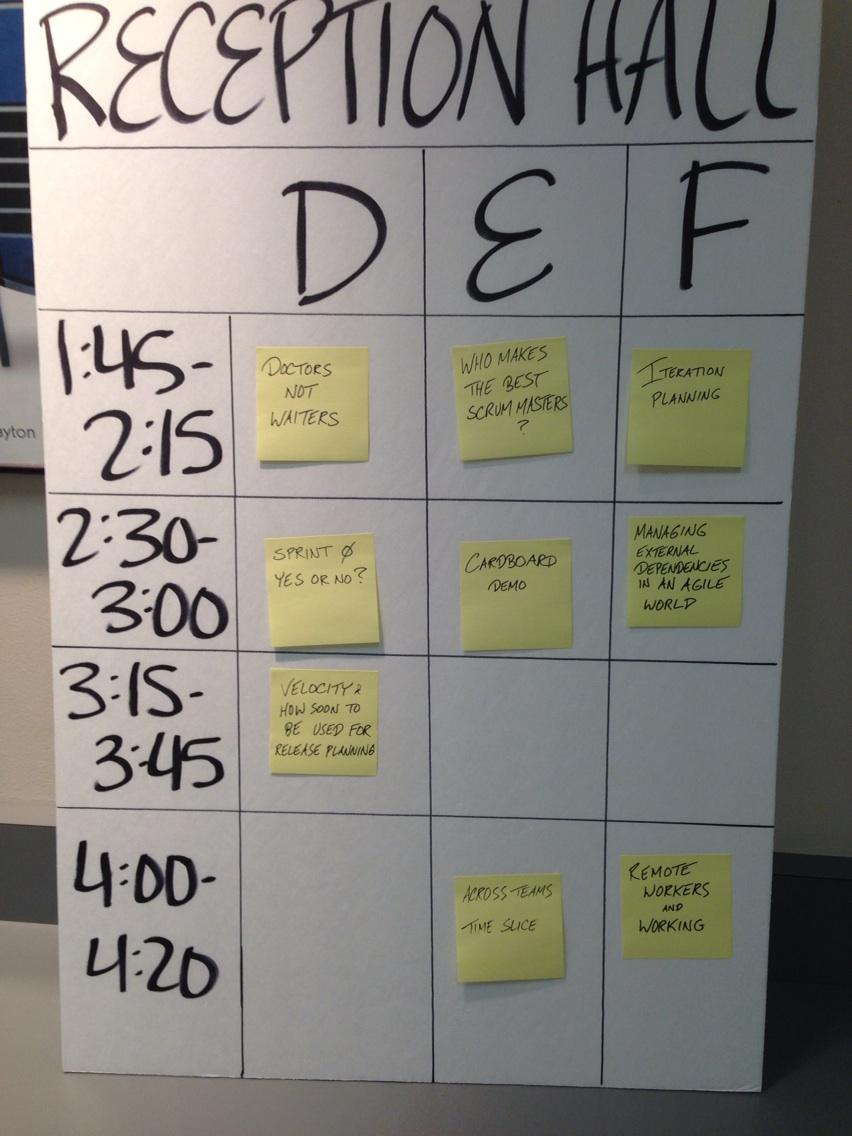 RECEPTION HALL
D E F
1:45-
2:15
DOCTORS
NOT
WAITERS
WHO MAKES
THE BEST
SCRUM MASTERS
?
ITERATION
PLANNING
2:30-
3:00
SPRINT Ø
YES OR NO?
CARDBOARD
DEMO
MANAGING
EXTERNAL
DEPENDENCIES
IN AN AGILE
WORLD
3:15-
3:45
VELOCITY &
HOW SOON TO
BE USED FOR
RELEASE PLANNING
4:00-
4:20
ACROSS TEAMS
TIME SLICE
REMOTE
WORKERS
AND
WORKING